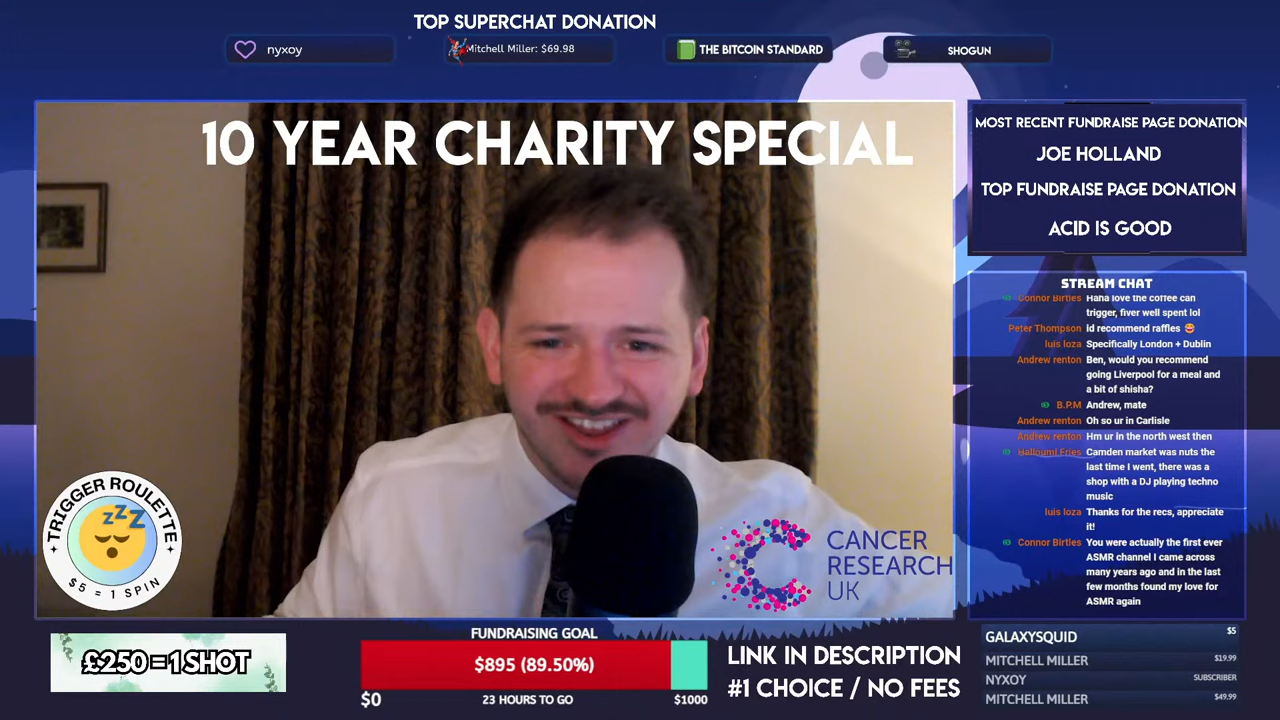 TOP SUPERCHAT DONATION
nyxoy
Mitchell Miller: $69.98
THE BITCOIN STANDARD
SHOGUN
10 YEAR CHARITY SPECIAL
MOST RECENT FUNDRAISE PAGE DONATION
JOE HOLLAND
TOP FUNDRAISE PAGE DONATION
ACID IS GOOD
STREAM CHAT
Connor Birtles Haha love the coffee can
trigger, fiver well spent lol
Peter Thompson Id recommend raffles
luis loza Specifically London + Dublin
Andrew renton Ben, would you recommend
going Liverpool for a meal and
a bit of shisha?
B.P.M Andrew, mate
Andrew renton Oh so ur in Carlisle
Andrew renton Hm ur in the north west then
Halloumi Fries Camden market was nuts the
last time I went, there was a
shop with a DJ playing techno
music
luis loza Thanks for the recs, appreciate
it!
Connor Birtles You were actually the first ever
ASMR channel I came across
many years ago and in the last
few months found my love for
ASMR again
TRIGGER ROULETTE
zzz
$5 = 1 SPIN
CANCER
RESEARCH
UK
£250 = 1 SHOT
FUNDRAISING GOAL
$895 (89.50%)
$0
23 HOURS TO GO
$1000
LINK IN DESCRIPTION
#1 CHOICE / NO FEES
GALAXYSQUID $5
MITCHELL MILLER $19.99
NYXOY SUBSCRIBER
MITCHELL MILLER $49.99